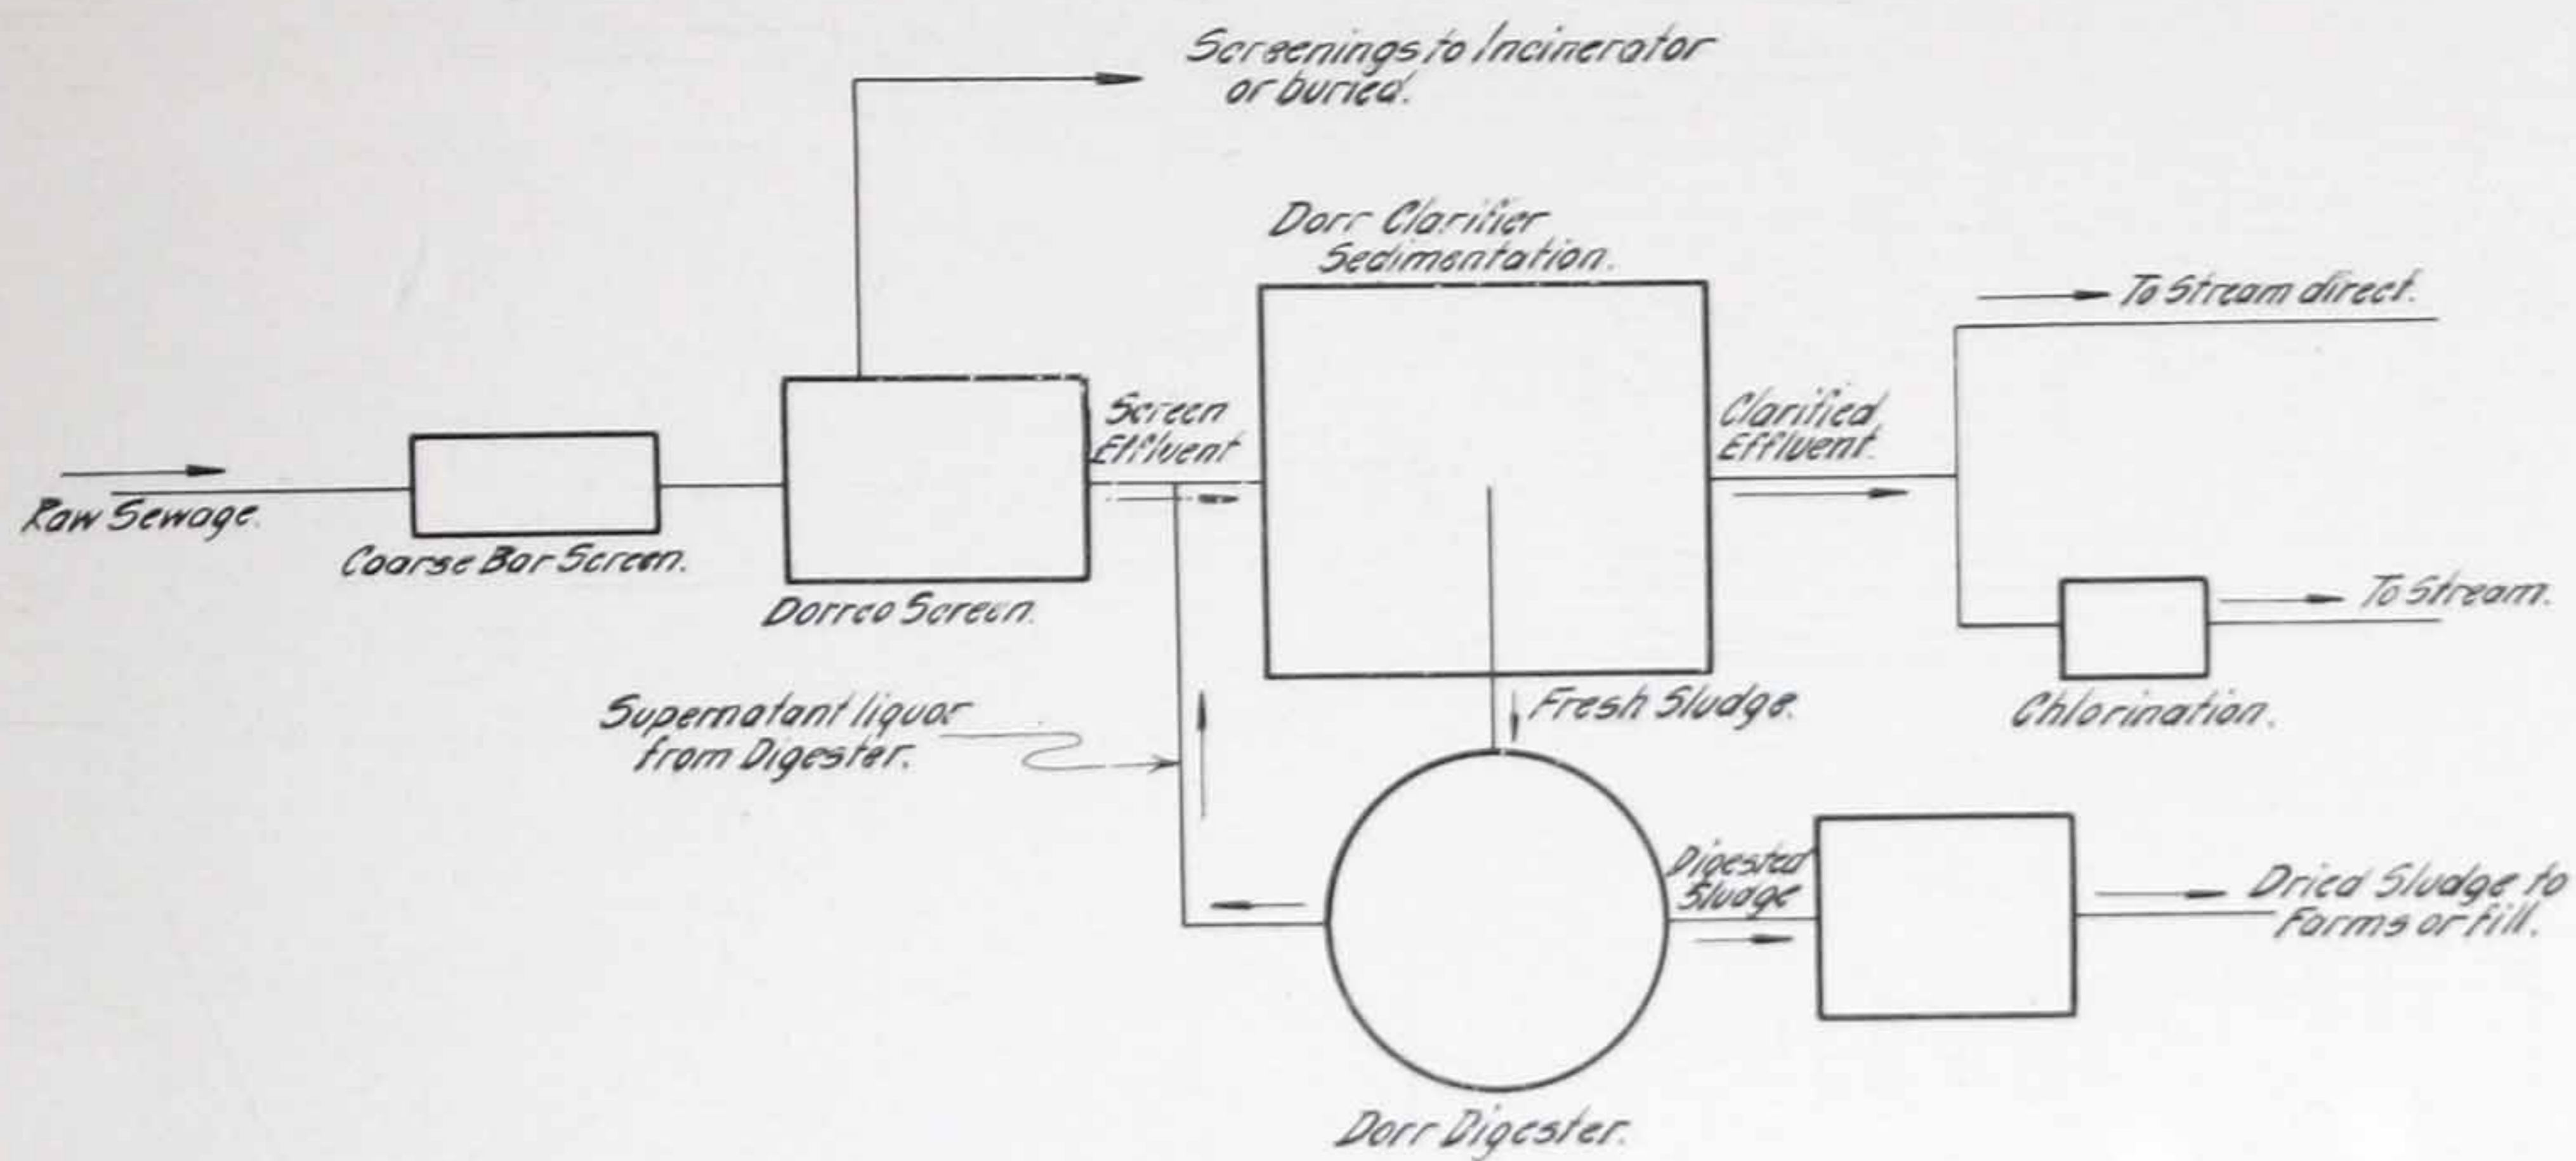 Screenings to Incinerator
or buried.
Dorr Clarifier
Sedimentation.
To Stream direct.
Screen
Effluent
Clarified
Effluent.
Raw Sewage.
Coarse Bar Screen.
Dorrco Screen.
To Stream.
Supernatant liquor
from Digester.
Fresh Sludge.
Chlorination.
Digested
Sludge
Dried Sludge to
Farms or fill.
Dorr Digester.